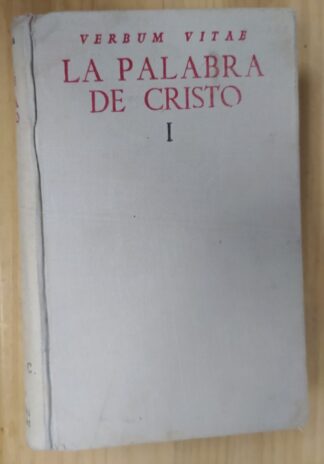 VERBUM VITAE
LA PALABRA
DE CRISTO
I